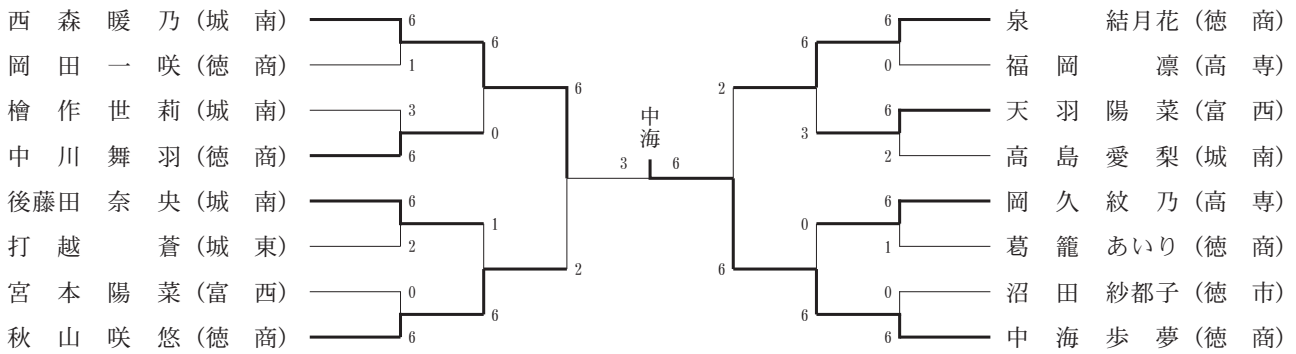 西森暖乃(城南)
岡田一咲(徳商)
檜作世莉(城南)
中川舞羽(徳商)
後藤田奈央(城南)
打越蒼(城東)
宮本陽菜(富西)
秋山咲悠(徳商)
6
1
3
6
6
2
0
6
6
0
1
6
6
2
3
中海
6
2
6
6
3
0
6
6
0
6
2
6
1
0
6
泉結月花(徳商)
福岡凛(高専)
天羽陽菜(富西)
高島愛梨(城南)
岡久紋乃(高専)
葛籠あいり(徳商)
沼田紗都子(徳市)
中海歩夢(徳商)